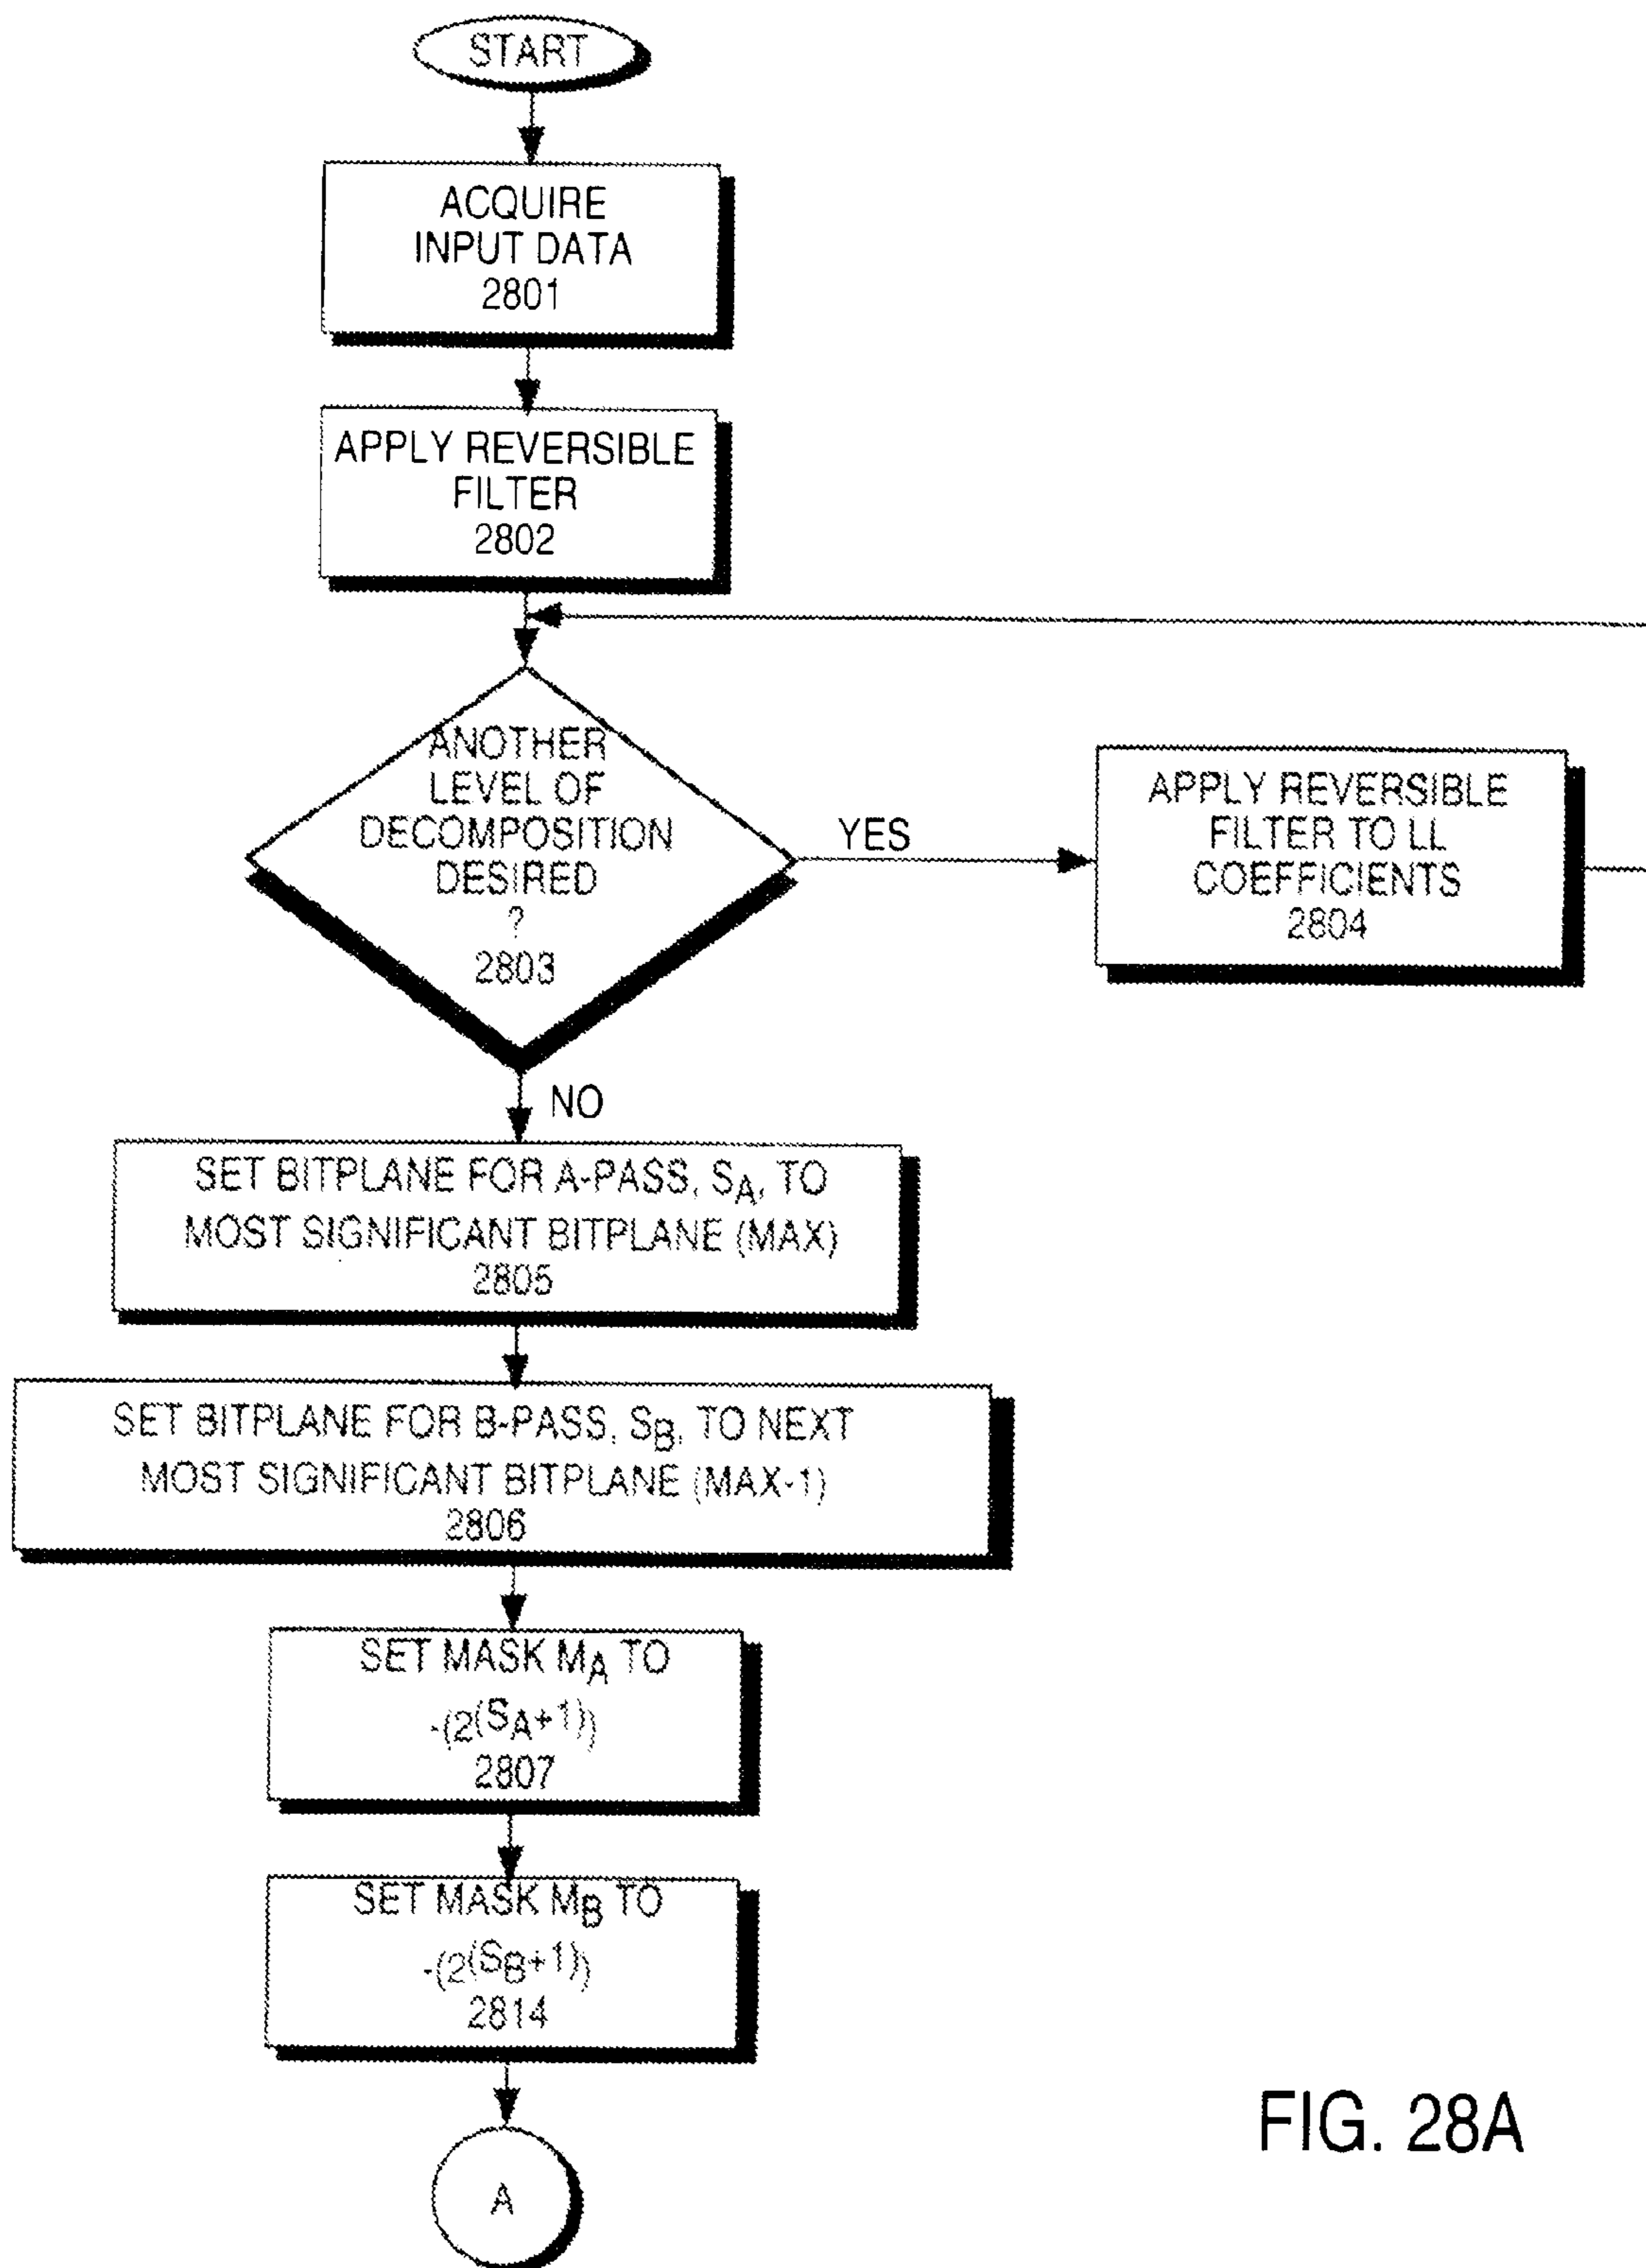 START
ACQUIRE
INPUT DATA
2801
APPLY REVERSIBLE
FILTER
2802
ANOTHER
LEVEL OF
DECOMPOSITION
DESIRED
?
2803
YES
APPLY REVERSIBLE
FILTER TO LL
COEFFICIENTS
2804
NO
SET BITPLANE FOR A-PASS, SA, TO
MOST SIGNIFICANT BITPLANE (MAX)
2805
SET BITPLANE FOR B-PASS, SB, TO NEXT
MOST SIGNIFICANT BITPLANE (MAX-1)
2806
SET MASK MA TO
-(2(SA+1))
2807
SET MASK MB TO
-(2(SB+1))
2814
A
FIG. 28A